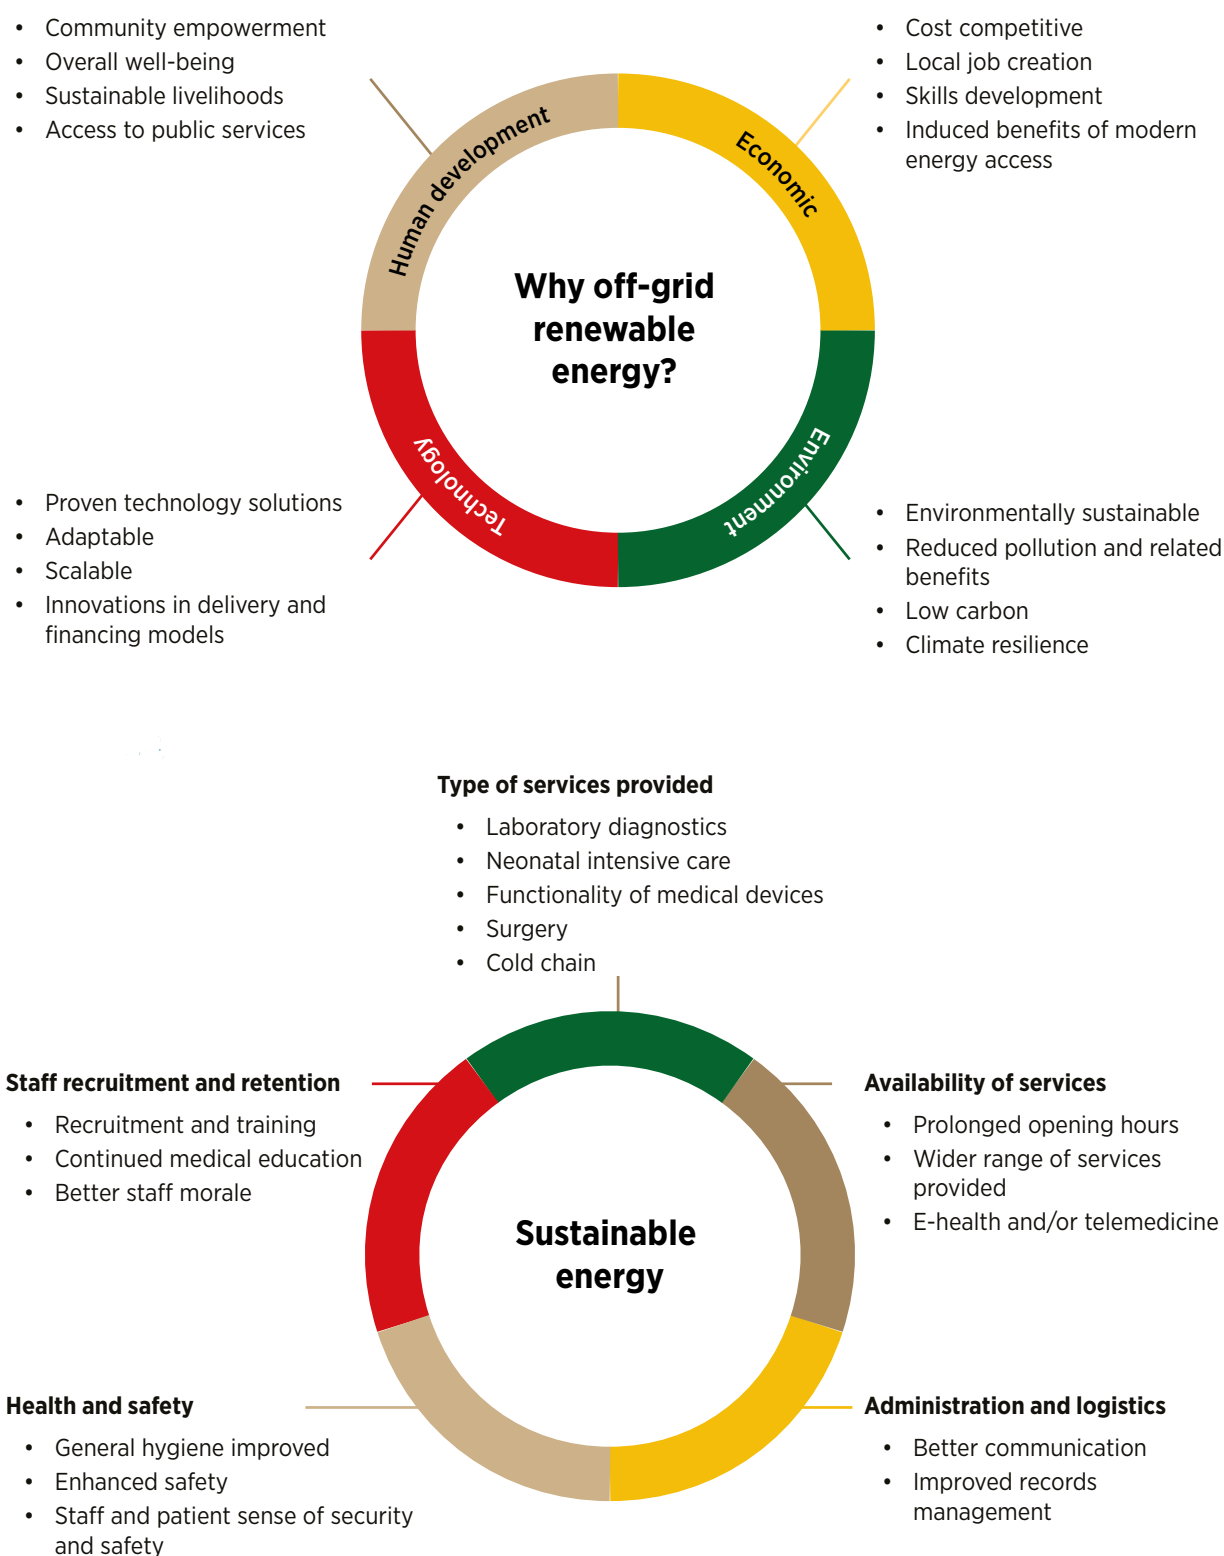 • Community empowerment
• Overall well-being
• Sustainable livelihoods
• Access to public services
• Cost competitive
• Local job creation
• Skills development
• Induced benefits of modern
energy access
Human development
Economic
Why off-grid
renewable
energy?
Technology
Environment
• Proven technology solutions
• Adaptable
• Scalable
• Innovations in delivery and
financing models
• Environmentally sustainable
• Reduced pollution and related
benefits
• Low carbon
• Climate resilience
Type of services provided
• Laboratory diagnostics
• Neonatal intensive care
• Functionality of medical devices
• Surgery
• Cold chain
Staff recruitment and retention
• Recruitment and training
• Continued medical education
• Better staff morale
Availability of services
• Prolonged opening hours
• Wider range of services
provided
• E-health and/or telemedicine
Sustainable
energy
Health and safety
• General hygiene improved
• Enhanced safety
• Staff and patient sense of security
and safety
Administration and logistics
• Better communication
• Improved records
management